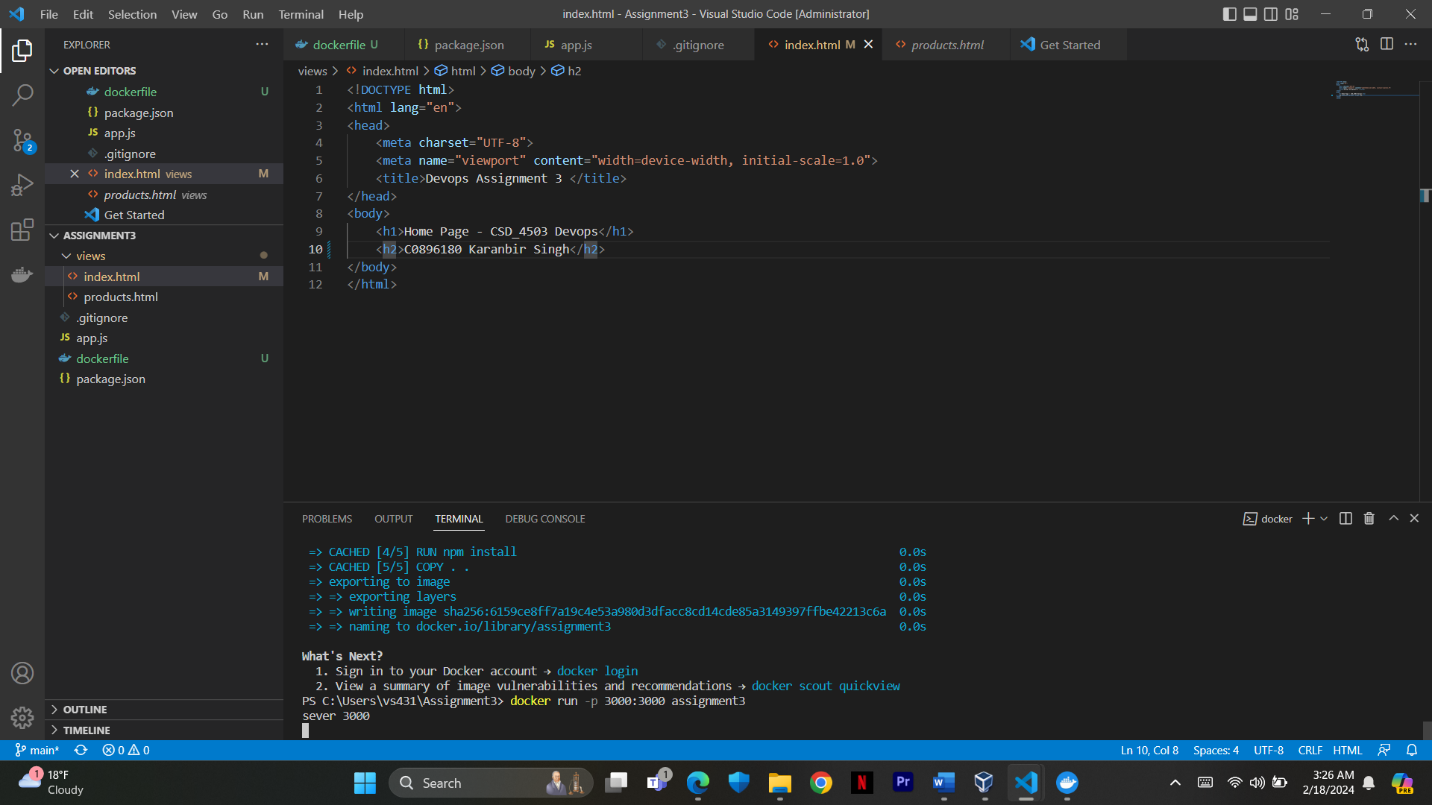 File Edit Selection View Go Run Terminal Help index.html - Assignment3 - Visual Studio Code [Administrator]
EXPLORER
OPEN EDITORS
dockerfile U
{} package.json
JS app.js
.gitignore
index.html views M
products.html views
Get Started
ASSIGNMENT3
views
index.html M
products.html
.gitignore
JS app.js
dockerfile U
{} package.json
OUTLINE
TIMELINE
2
dockerfile U {} package.json JS app.js .gitignore index.html M products.html Get Started
views > index.html > html > body > h2
1 <!DOCTYPE html>
2 <html lang="en">
3 <head>
4 <meta charset="UTF-8">
5 <meta name="viewport" content="width=device-width, initial-scale=1.0">
6 <title>Devops Assignment 3 </title>
7 </head>
8 <body>
9 <h1>Home Page - CSD_4503 Devops</h1>
10 <h2>C0896180 Karanbir Singh</h2>
11 </body>
12 </html>
PROBLEMS OUTPUT TERMINAL DEBUG CONSOLE docker
=> CACHED [4/5] RUN npm install 0.0s
=> CACHED [5/5] COPY . . 0.0s
=> exporting to image 0.0s
=> => exporting layers 0.0s
=> => writing image sha256:6159ce8ff7a19c4e53a980d3dfacc8cd14cde85a3149397ffbe42213c6a 0.0s
=> => naming to docker.io/library/assignment3 0.0s
What's Next?
1. Sign in to your Docker account → docker login
2. View a summary of image vulnerabilities and recommendations → docker scout quickview
PS C:\Users\vs431\Assignment3> docker run -p 3000:3000 assignment3
sever 3000
main* 0 0 Ln 10, Col 8 Spaces: 4 UTF-8 CRLF HTML
1 18°F
Cloudy
Search
1
N
Pr
W
3:26 AM
2/18/2024
PRE